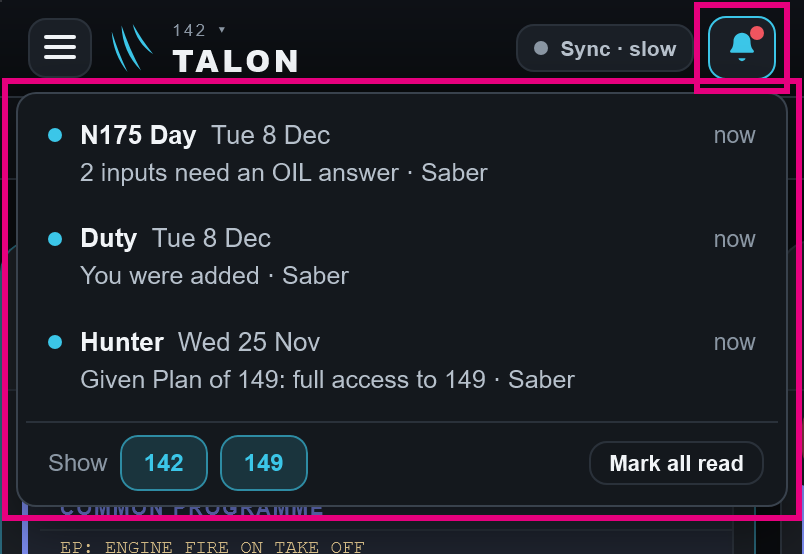 142 ▾
TALON
Sync · slow
N175 Day Tue 8 Dec now
2 inputs need an OIL answer · Saber
Duty Tue 8 Dec now
You were added · Saber
Hunter Wed 25 Nov now
Given Plan of 149: full access to 149 · Saber
Show 142 149 Mark all read
COMMON PROGRAMME
EP: ENGINE FIRE ON TAKE OFF